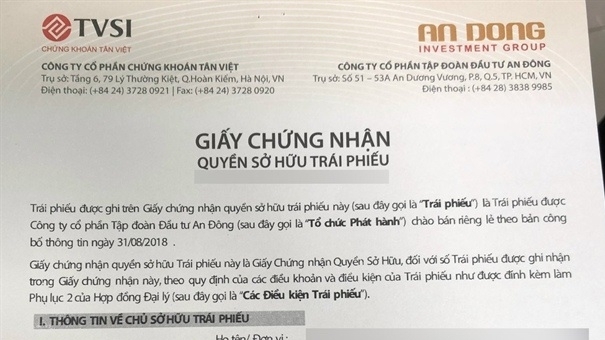 TVSI
CHỨNG KHOÁN TÂN VIỆT
AN DONG
INVESTMENT GROUP
CÔNG TY CỔ PHẦN CHỨNG KHOÁN TÂN VIỆT
Trụ sở: Tầng 6, 79 Lý Thường Kiệt, Q.Hoàn Kiếm, Hà Nội, VN
Điện thoại: (+84 24) 3728 0921 | Fax: (+84 24) 3728 0920
CÔNG TY CỔ PHẦN TẬP ĐOÀN ĐẦU TƯ AN ĐÔNG
Trụ sở: Số 51 – 53A An Dương Vương, P.8, Q.5, TP. HCM, VN
Điện thoại : (+84 28) 3838 9985
GIẤY CHỨNG NHẬN
QUYỀN SỞ HỮU TRÁI PHIẾU
Trái phiếu được ghi trên Giấy chứng nhận quyền sở hữu trái phiếu này (sau đây gọi là “Trái phiếu”) là Trái phiếu được
Công ty cổ phần Tập đoàn Đầu tư An Đông (sau đây gọi là “Tổ chức Phát hành”) chào bán riêng lẻ theo bản công
bố thông tin ngày 31/08/2018 .
Giấy chứng nhận quyền sở hữu Trái phiếu này là Giấy Chứng nhận Quyền Sở Hữu, đối với số Trái phiếu được ghi nhận
trong Giấy chứng nhận này, theo quy định của các điều khoản và điều kiện của Trái phiếu như được đính kèm làm
Phụ lục 2 của Hợp đồng Đại lý (sau đây gọi là “Các Điều kiện Trái phiếu”).
I. THÔNG TIN VỀ CHỦ SỞ HỮU TRÁI PHIẾU
Họ tên/ Đơn vị :